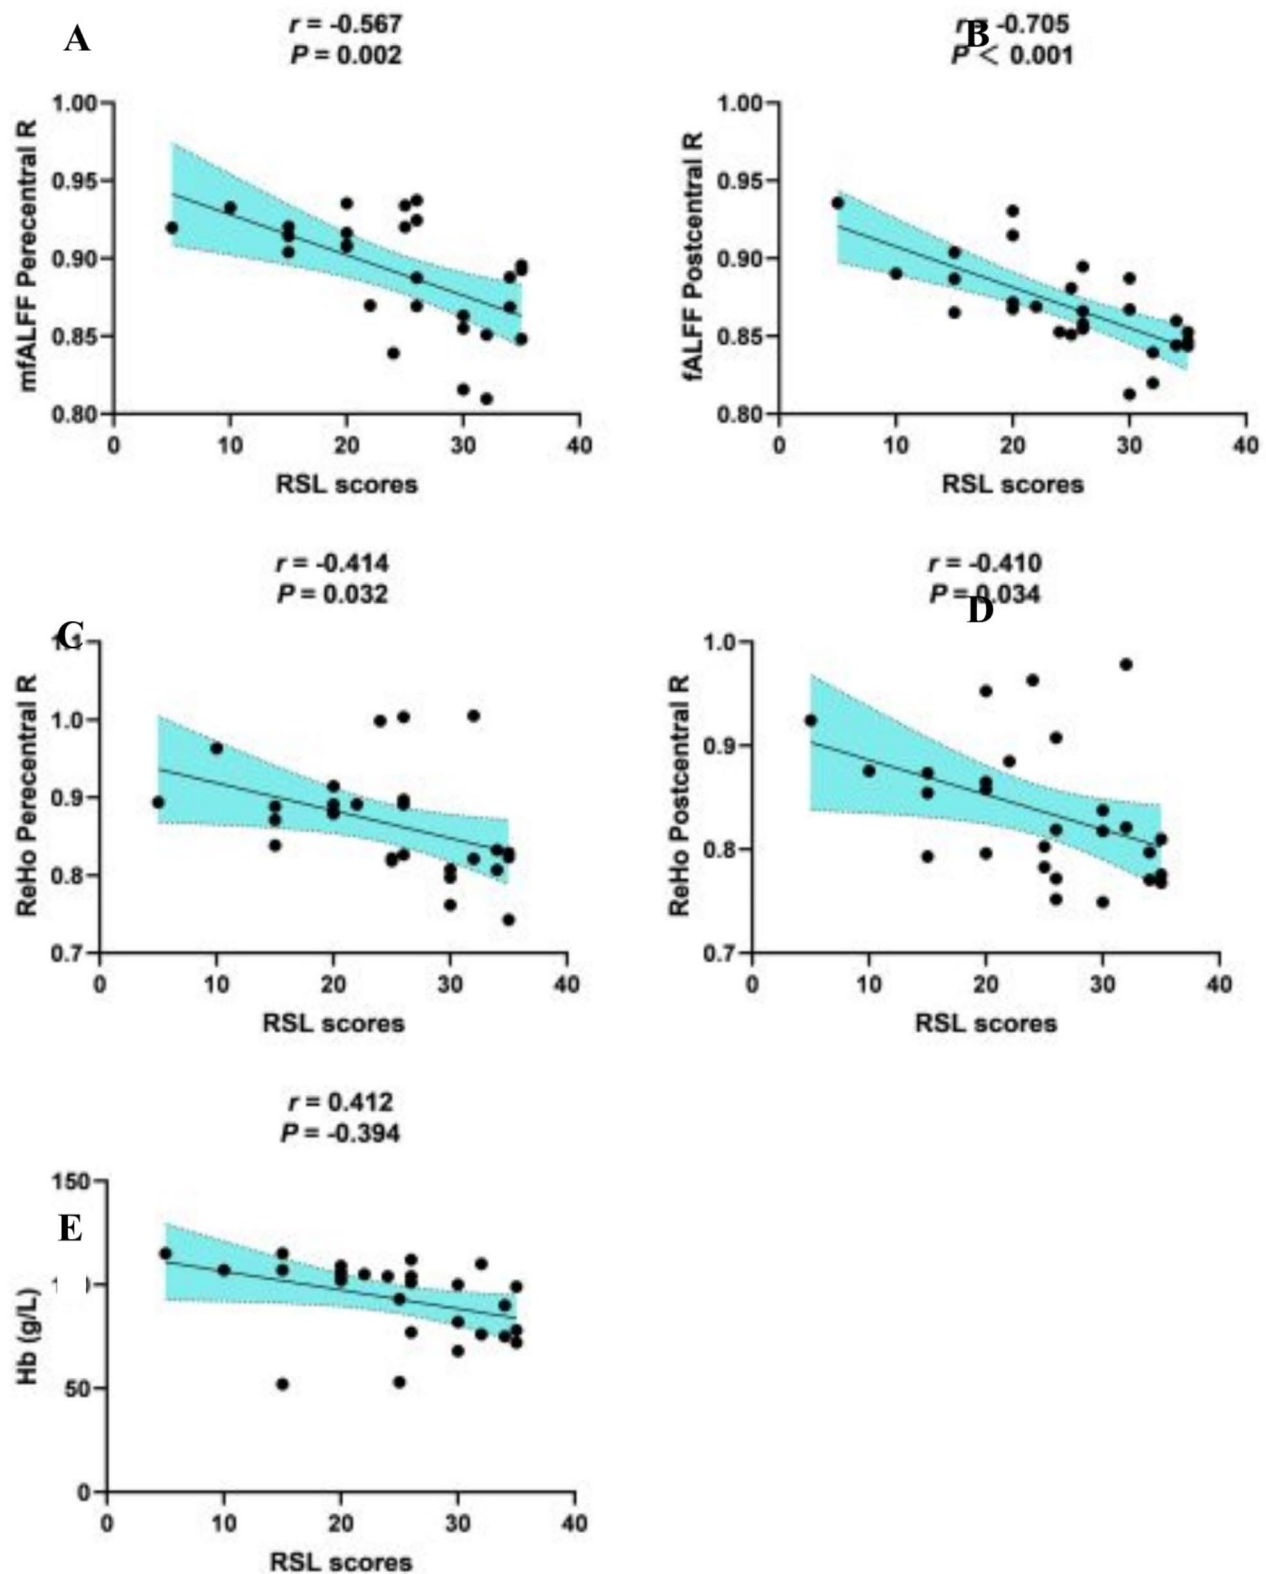 A
r = -0.567
P = 0.002
1.00
0.95
0.90
0.85
0.80
mfALFF Perecentral R
0 10 20 30 40
RSL scores
B
r = -0.705
P < 0.001
1.00
0.95
0.90
0.85
0.80
fALFF Postcentral R
0 10 20 30 40
RSL scores
C
r = -0.414
P = 0.032
1.1
1.0
0.9
0.8
0.7
ReHo Perecentral R
0 10 20 30 40
RSL scores
D
r = -0.410
P = 0.034
1.0
0.9
0.8
0.7
ReHo Postcentral R
0 10 20 30 40
RSL scores
E
r = 0.412
P = -0.394
150
50
0
Hb (g/L)
0 10 20 30 40
RSL scores